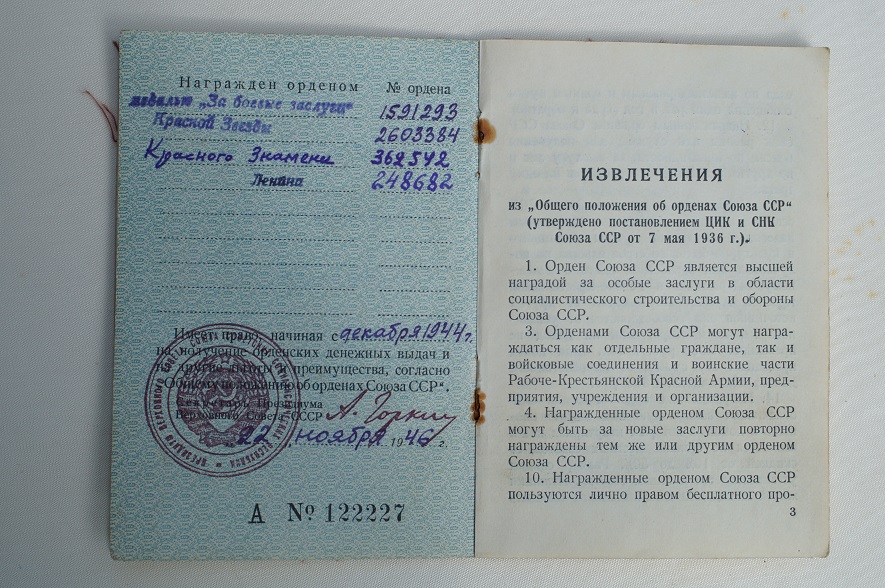 Награжден орденом № ордена
медалью „За боевые заслуги“ 1591293
Красной Звезды 2603384
Красного Знамени 362542
Ленина 248682
Имеет право, начиная с декабря 1944 г.
на получение орденских денежных выдач и
другие льготы и преимущества, согласно
„Общему положению об орденах Союза ССР“.
Секретарь Президиума
Верховного Совета СССР А. Горкин
22 ноября 1946 г.
А № 122227
ИЗВЛЕЧЕНИЯ
из „Общего положения об орденах Союза ССР“
(утверждено постановлением ЦИК и СНК
Союза ССР от 7 мая 1936 г.).
1. Орден Союза ССР является высшей
наградой за особые заслуги в области
социалистического строительства и обороны
Союза ССР.
3. Орденами Союза ССР могут награ-
ждаться как отдельные граждане, так и
войсковые соединения и воинские части
Рабоче-Крестьянской Красной Армии, пред-
приятия, учреждения и организации.
4. Награжденные орденом Союза ССР
могут быть за новые заслуги повторно
награждены тем же или другим орденом
Союза ССР.
10. Награжденные орденом Союза ССР
пользуются лично правом бесплатного про-
3